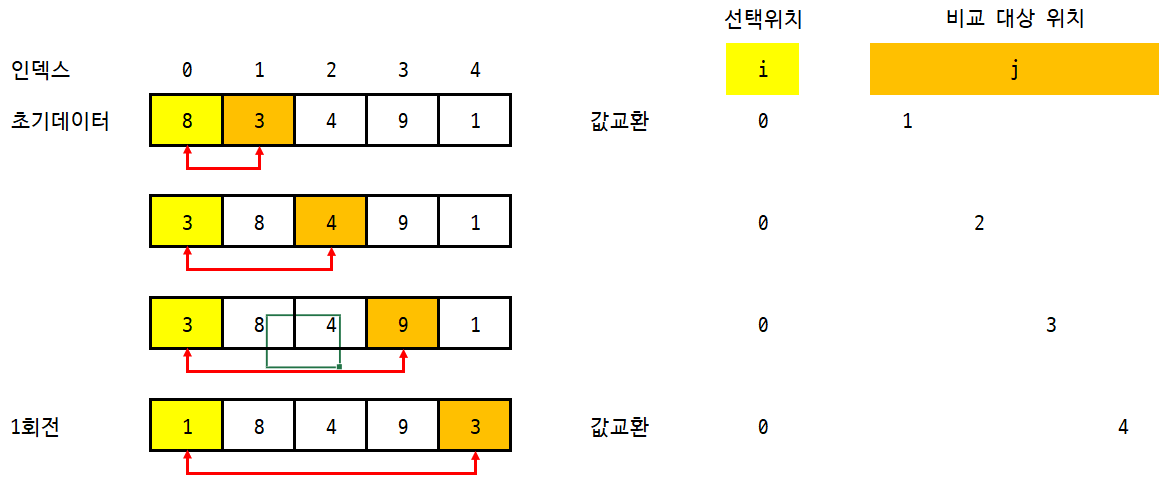 선택위치 비교 대상 위치
인덱스 0 1 2 3 4 i j
초기데이터 8 3 4 9 1 값교환 0 1
3 8 4 9 1 0 2
3 8 4 9 1 0 3
1회전 1 8 4 9 3 값교환 0 4